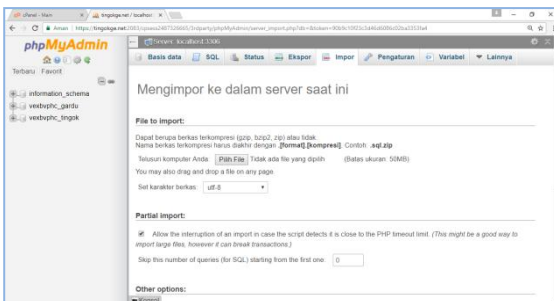 cPanel - Main
tingokge.net / localhost
phpMyAdmin
Terbaru Favorit
information_schema
vexbvphc_gardu
vexbvphc_tingok
Server: localhost:3306
Basis data SQL Status Ekspor Impor Pengaturan Variabel Lainnya
Mengimpor ke dalam server saat ini
File to import:
Dapat berupa berkas terkompresi (gzip, bzip2, zip) atau tidak.
Nama berkas terkompresi harus diakhir dengan .[format].[kompresi]. Contoh: .sql.zip
Telusuri komputer Anda: Pilih File Tidak ada file yang dipilih (Batas ukuran: 50MB)
You may also drag and drop a file on any page.
Set karakter berkas: utf-8
Partial import:
Allow the interruption of an import in case the script detects it is close to the PHP timeout limit. (This might be a good way to
import large files, however it can break transactions.)
Skip this number of queries (for SQL) starting from the first one: 0
Other options:
Konsol